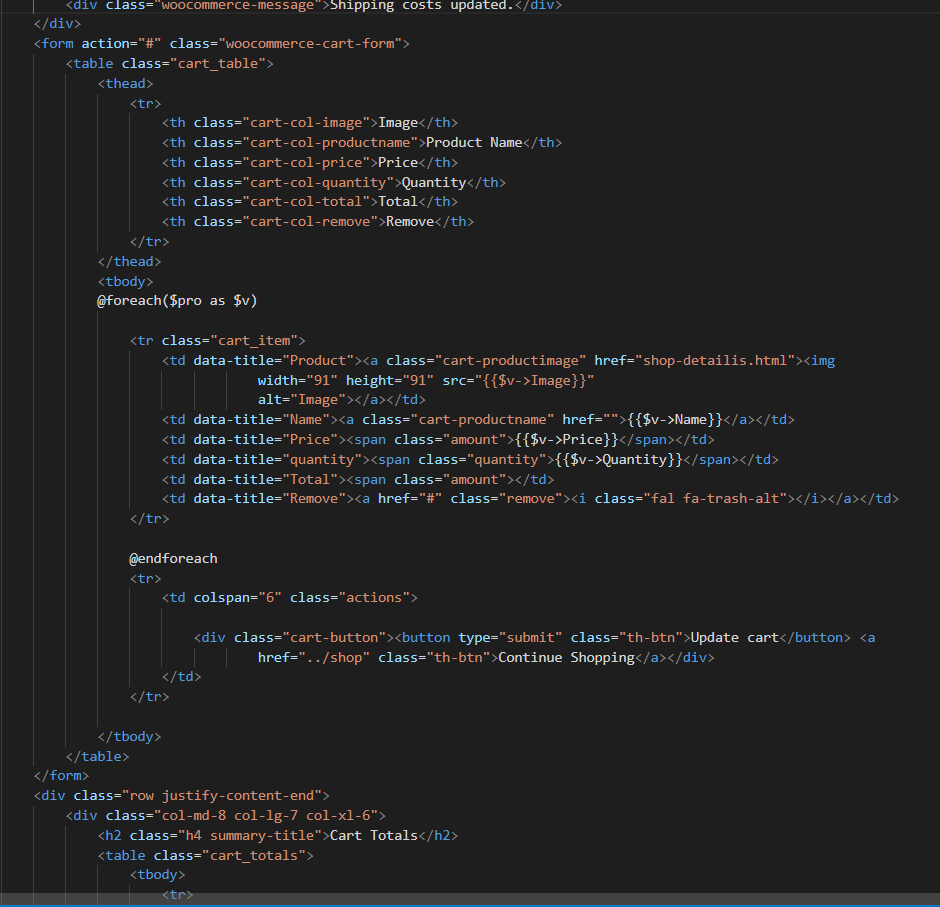 <div class="woocommerce-message">Shipping costs updated.</div>
</div>
<form action="#" class="woocommerce-cart-form">
<table class="cart_table">
<thead>
<tr>
<th class="cart-col-image">Image</th>
<th class="cart-col-productname">Product Name</th>
<th class="cart-col-price">Price</th>
<th class="cart-col-quantity">Quantity</th>
<th class="cart-col-total">Total</th>
<th class="cart-col-remove">Remove</th>
</tr>
</thead>
<tbody>
@foreach($pro as $v)
<tr class="cart_item">
<td data-title="Product"><a class="cart-productimage" href="shop-detailis.html"><img
width="91" height="91" src="{{$v->Image}}"
alt="Image"></a></td>
<td data-title="Name"><a class="cart-productname" href="">{{$v->Name}}</a></td>
<td data-title="Price"><span class="amount">{{$v->Price}}</span></td>
<td data-title="quantity"><span class="quantity">{{$v->Quantity}}</span></td>
<td data-title="Total"><span class="amount"></td>
<td data-title="Remove"><a href="#" class="remove"><i class="fal fa-trash-alt"></i></a></td>
</tr>
@endforeach
<tr>
<td colspan="6" class="actions">
<div class="cart-button"><button type="submit" class="th-btn">Update cart</button> <a
href="../shop" class="th-btn">Continue Shopping</a></div>
</td>
</tr>
</tbody>
</table>
</form>
<div class="row justify-content-end">
<div class="col-md-8 col-lg-7 col-xl-6">
<h2 class="h4 summary-title">Cart Totals</h2>
<table class="cart_totals">
<tbody>
<tr>